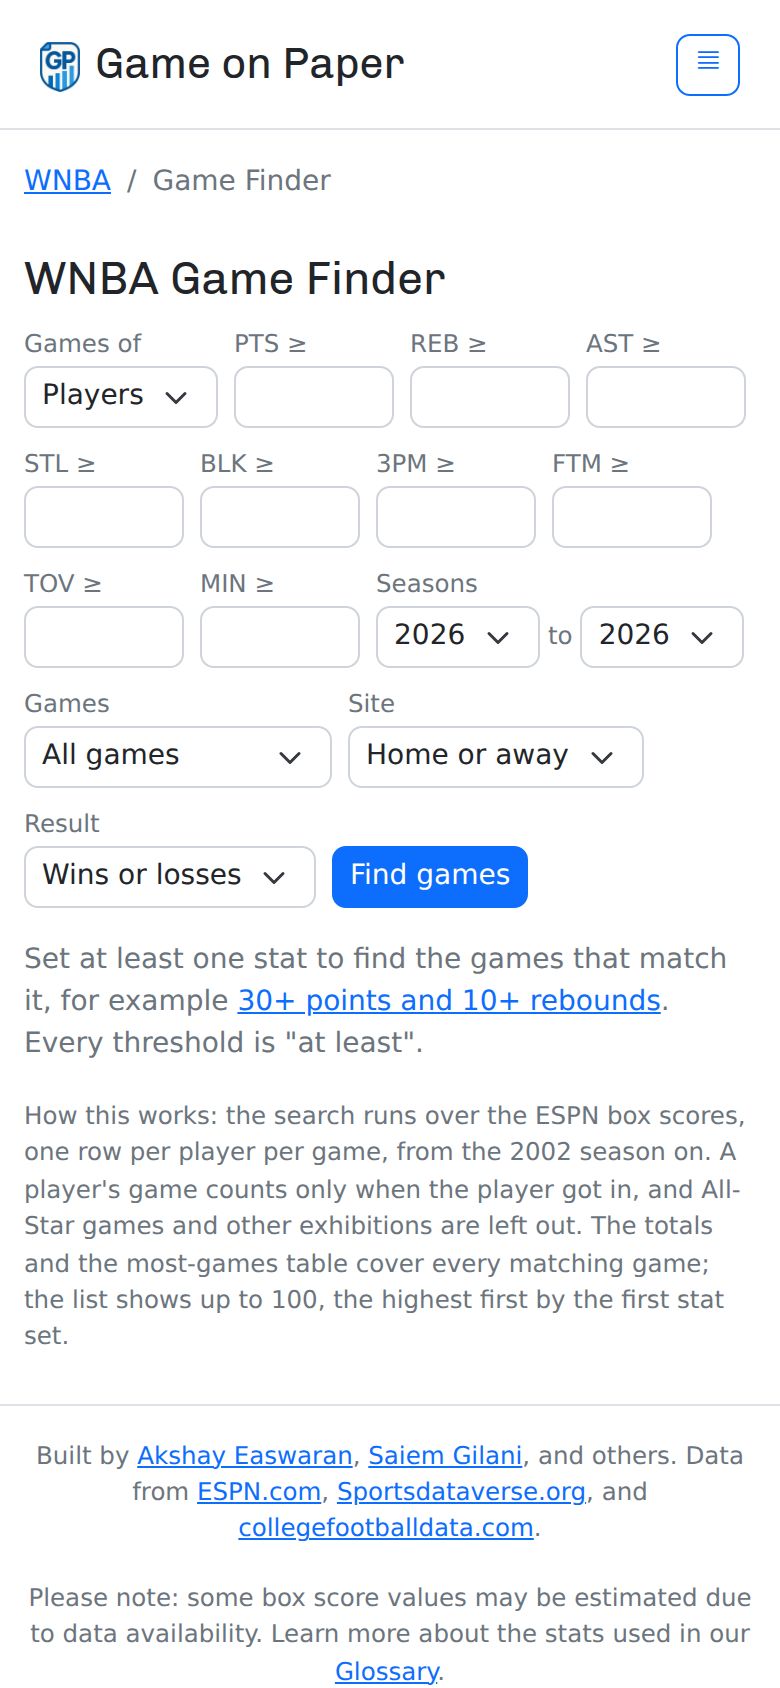 GP Game on Paper
WNBA / Game Finder
WNBA Game Finder
Games of PTS ≥ REB ≥ AST ≥
Players
STL ≥ BLK ≥ 3PM ≥ FTM ≥
TOV ≥ MIN ≥ Seasons
2026 to 2026
Games Site
All games Home or away
Result
Wins or losses Find games
Set at least one stat to find the games that match
it, for example 30+ points and 10+ rebounds.
Every threshold is "at least".
How this works: the search runs over the ESPN box scores,
one row per player per game, from the 2002 season on. A
player's game counts only when the player got in, and All-
Star games and other exhibitions are left out. The totals
and the most-games table cover every matching game;
the list shows up to 100, the highest first by the first stat
set.
Built by Akshay Easwaran, Saiem Gilani, and others. Data
from ESPN.com, Sportsdataverse.org, and
collegefootballdata.com.
Please note: some box score values may be estimated due
to data availability. Learn more about the stats used in our
Glossary.